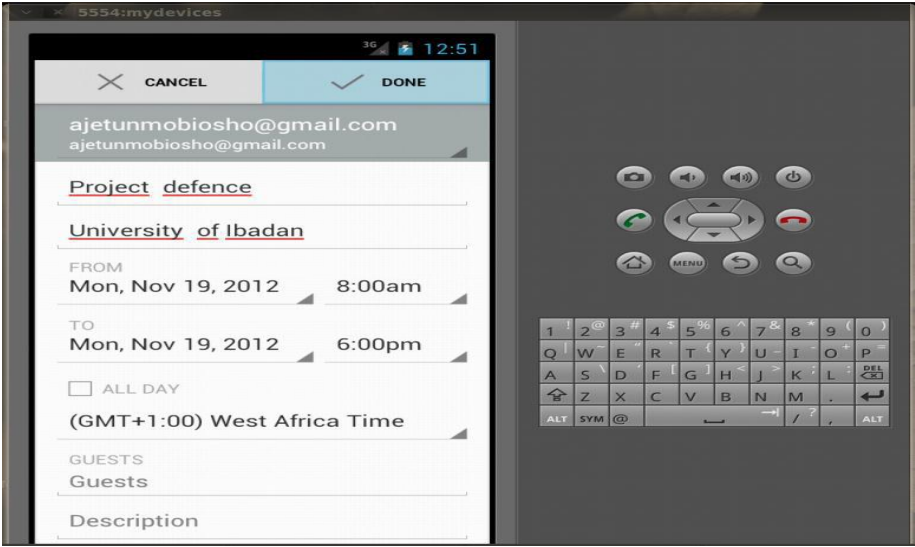 5554:mydevices
3G 12:51
CANCEL DONE
ajetunmobiosho@gmail.com
ajetunmobiosho@gmail.com
Project defence
University of Ibadan
FROM
Mon, Nov 19, 2012 8:00am
TO
Mon, Nov 19, 2012 6:00pm
ALL DAY
(GMT+1:00) West Africa Time
GUESTS
Guests
Description
MENU
1 ! 2 @ 3 # 4 $ 5 % 6 ^ 7 & 8 * 9 ( 0 )
Q | W ~ E " R ` T { Y } U _ I - O + P =
A S \ D ' F [ G ] H < J > K ; L : DEL
Z X C V B N M .
ALT SYM @ / ? , ALT